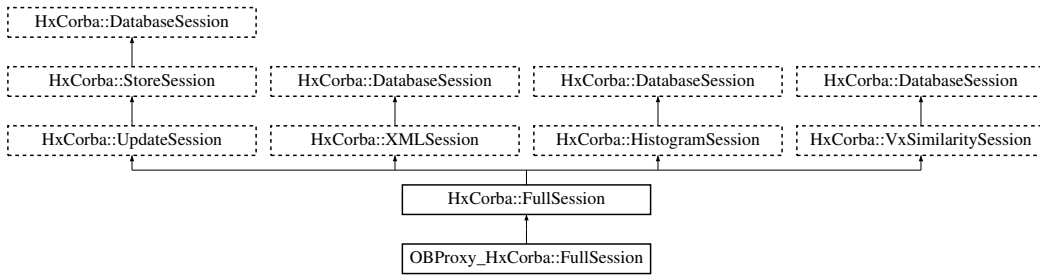 HxCorba::DatabaseSession
HxCorba::StoreSession HxCorba::DatabaseSession HxCorba::DatabaseSession HxCorba::DatabaseSession
HxCorba::UpdateSession HxCorba::XMLSession HxCorba::HistogramSession HxCorba::VxSimilaritySession
HxCorba::FullSession
OBProxy_HxCorba::FullSession